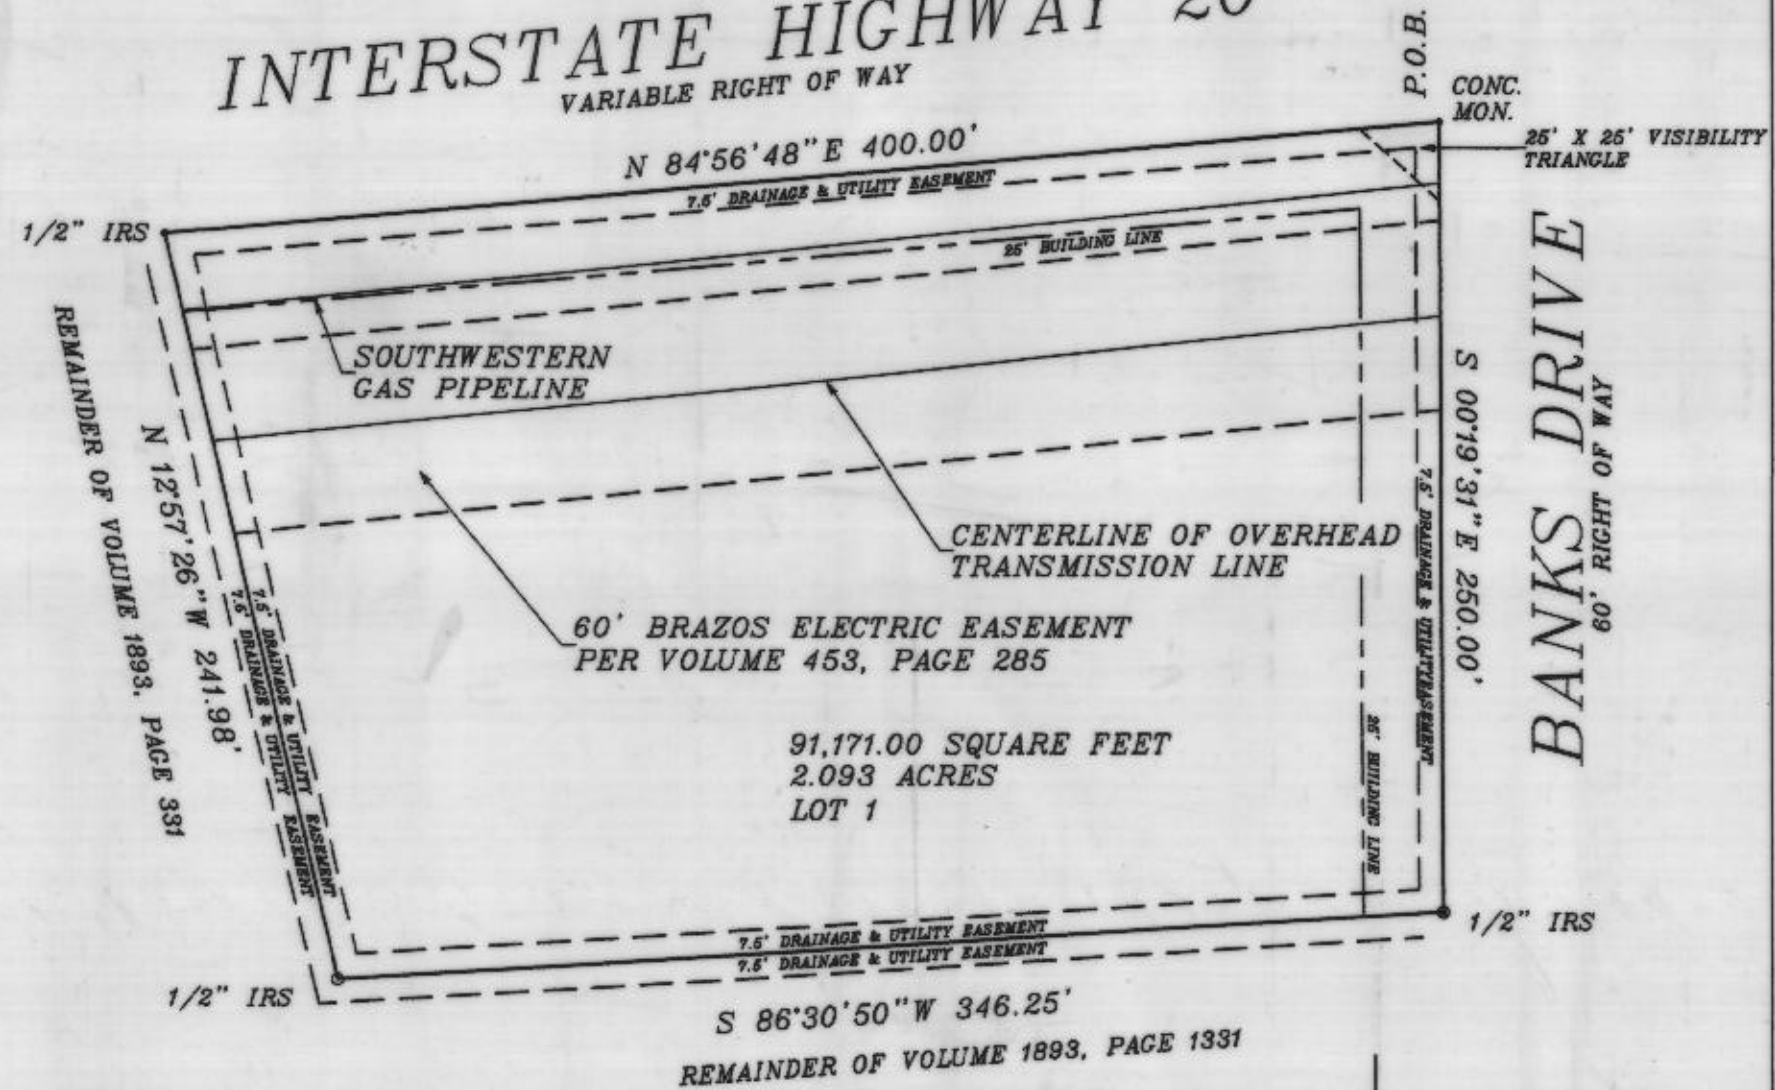 INTERSTATE HIGHWAY 20
VARIABLE RIGHT OF WAY
P.O.B.
CONC.
MON.
25' X 25' VISIBILITY
TRIANGLE
N 84°56'48"E 400.00'
7.5' DRAINAGE & UTILITY EASEMENT
1/2" IRS
25' BUILDING LINE
SOUTHWESTERN
GAS PIPELINE
REMAINDER OF VOLUME 1893, PAGE 331
N 12°57'26"W 241.98'
7.5' DRAINAGE & UTILITY EASEMENT
7.5' DRAINAGE & UTILITY EASEMENT
CENTERLINE OF OVERHEAD
TRANSMISSION LINE
60' BRAZOS ELECTRIC EASEMENT
PER VOLUME 453, PAGE 285
91,171.00 SQUARE FEET
2.093 ACRES
LOT 1
25' BUILDING LINE
7.5' DRAINAGE & UTILITYEASEMENT
S 00°19'31"E 250.00'
BANKS DRIVE
60' RIGHT OF WAY
7.5' DRAINAGE & UTILITY EASEMENT
7.5' DRAINAGE & UTILITY EASEMENT
1/2" IRS
1/2" IRS
S 86°30'50"W 346.25'
REMAINDER OF VOLUME 1893, PAGE 1331